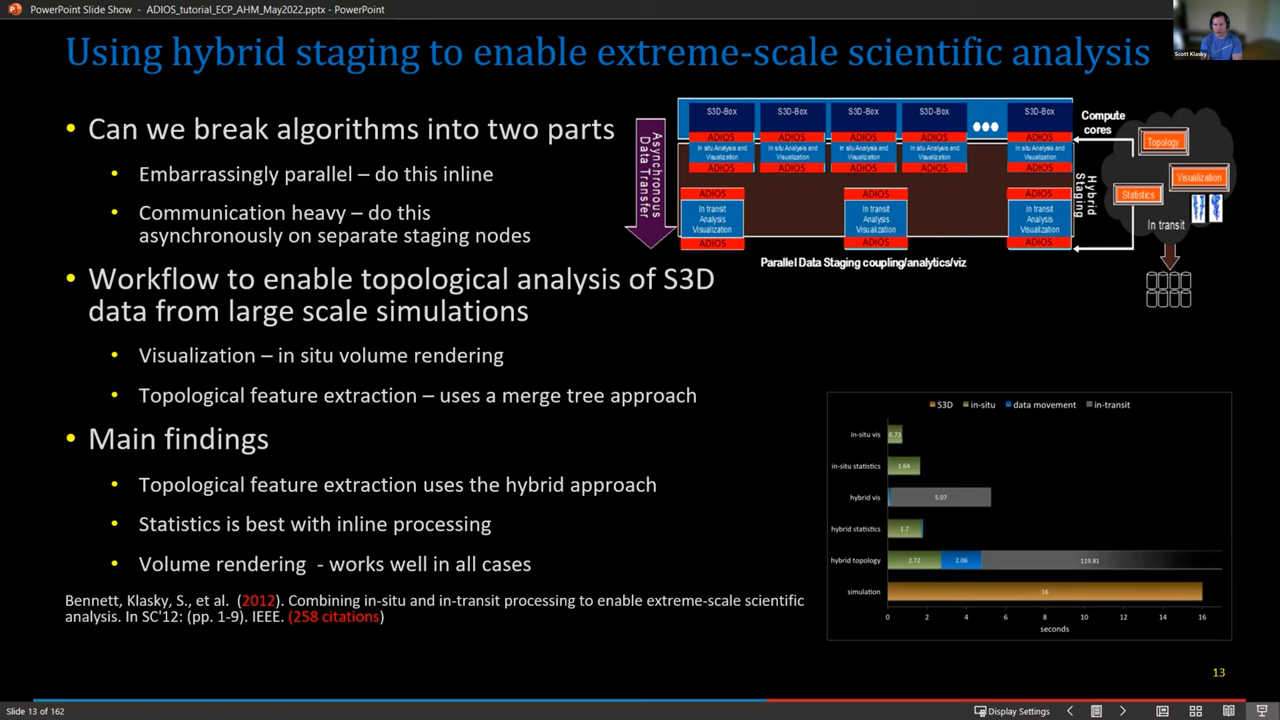 PowerPoint Slide Show - ADIOS_tutorial_ECP_AHM_May2022.pptx - PowerPoint
Scott Klasky
Using hybrid staging to enable extreme-scale scientific analysis
• Can we break algorithms into two parts
• Embarrassingly parallel – do this inline
• Communication heavy – do this
asynchronously on separate staging nodes
• Workflow to enable topological analysis of S3D
data from large scale simulations
• Visualization – in situ volume rendering
• Topological feature extraction – uses a merge tree approach
• Main findings
• Topological feature extraction uses the hybrid approach
• Statistics is best with inline processing
• Volume rendering - works well in all cases
Bennett, Klasky, S., et al. (2012). Combining in-situ and in-transit processing to enable extreme-scale scientific
analysis. In SC'12: (pp. 1-9). IEEE. (258 citations)
Asynchronous
Data Transfer
S3D-Box S3D-Box S3D-Box S3D-Box S3D-Box
ADIOS ADIOS ADIOS ADIOS ADIOS
In situ Analysis and In situ Analysis and In situ Analysis and In situ Analysis and In situ Analysis and
Visualization Visualization Visualization Visualization Visualization
ADIOS ADIOS ADIOS ADIOS ADIOS
ADIOS ADIOS ADIOS
In transit In transit In transit
Analysis Analysis Analysis
Visualization Visualization Visualization
ADIOS ADIOS ADIOS
Parallel Data Staging coupling/analytics/viz
Compute
cores
Hybrid
Staging
Topology
Visualization
Statistics
In transit
S3D in-situ data movement in-transit
in-situ vis 0.73
in-situ statistics 1.64
hybrid vis 5.07
hybrid statistics 1.7
hybrid topology 2.72 2.06 119.81
simulation 16
0 2 4 6 8 10 12 14 16
seconds
13
Slide 13 of 162
Display Settings